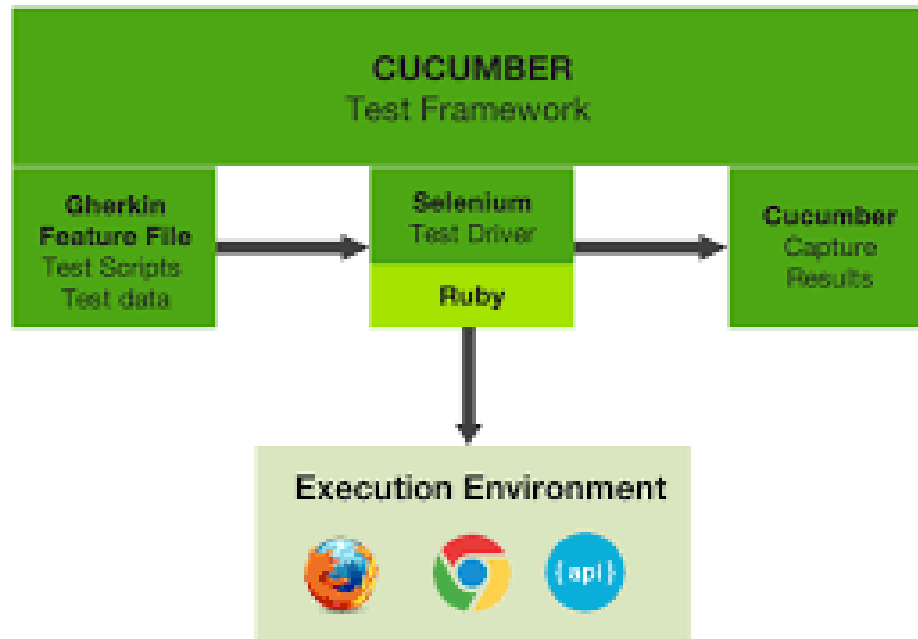 CUCUMBER
Test Framework
Gherkin
Feature File
Test Scripts
Test data
Selenium
Test Driver
Ruby
Cucumber
Capture
Results
Execution Environment
{api}